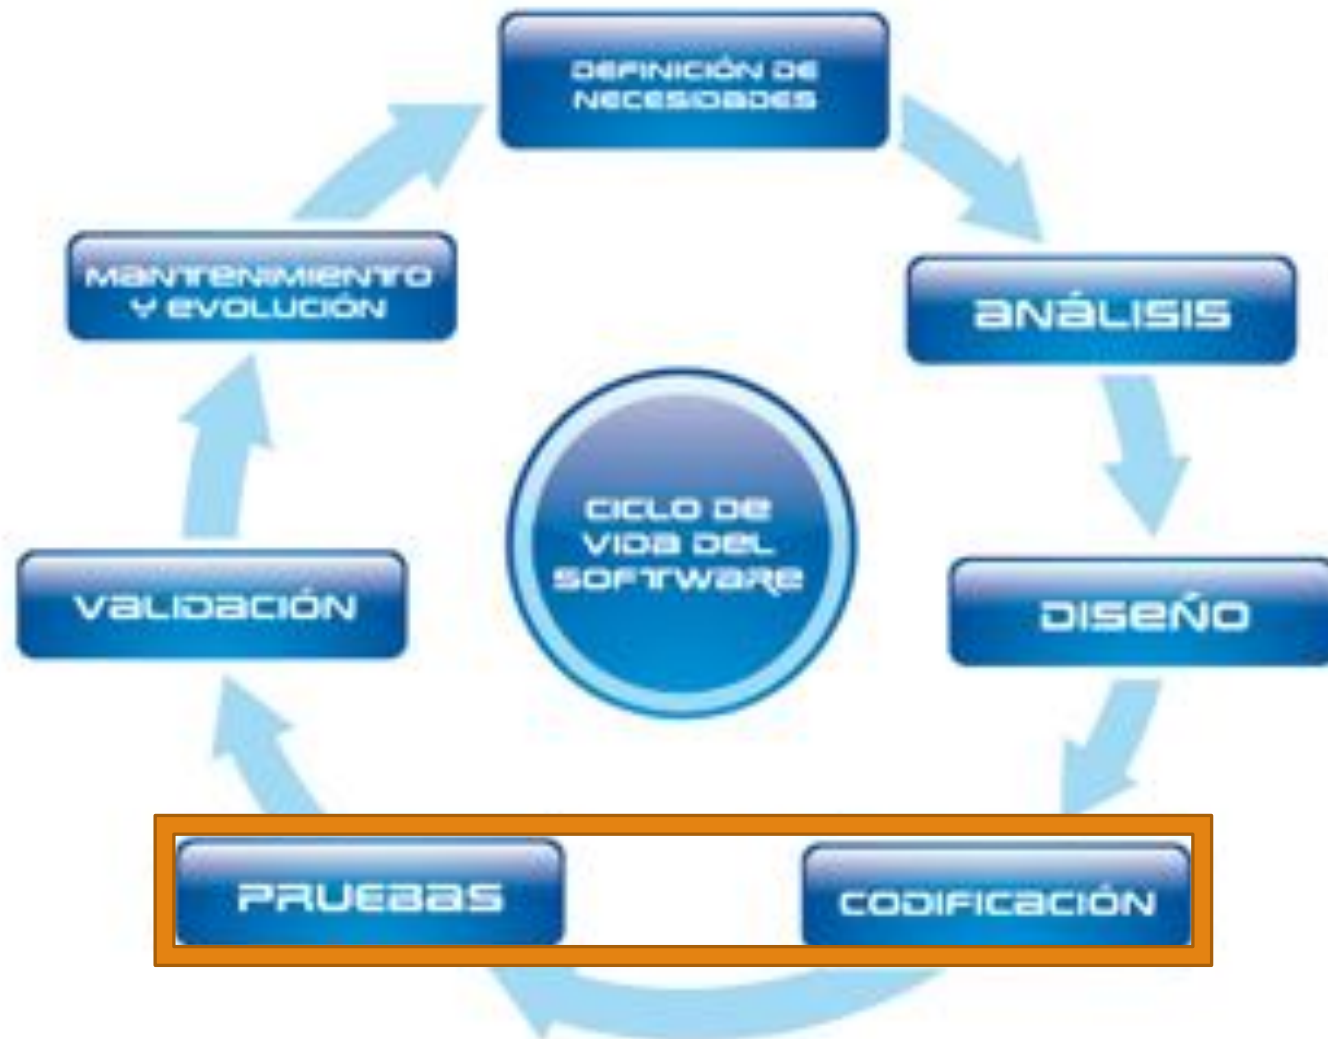 DEFINICIÓN DE
NECESIDADES
MANTENIMIENTO
Y EVOLUCIÓN
ANÁLISIS
CICLO DE
VIDA DEL
SOFTWARE
VALIDACIÓN
DISEÑO
PRUEBAS
CODIFICACIÓN